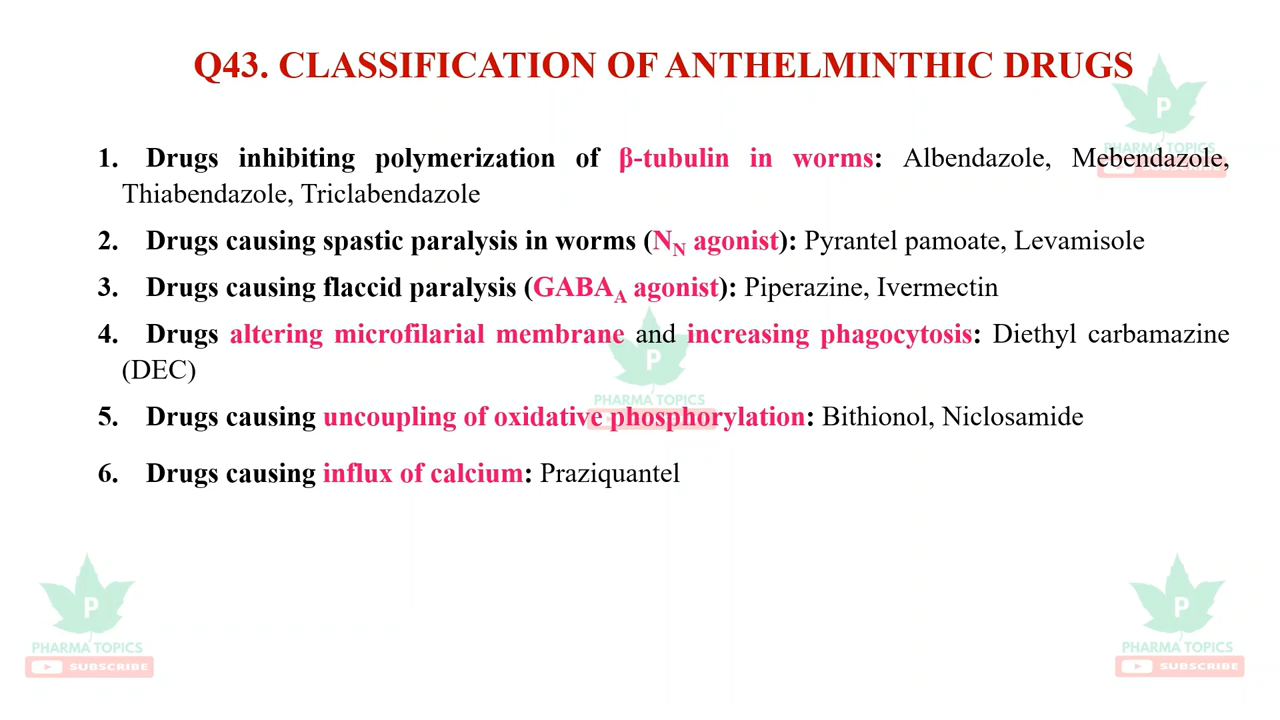 Q43. CLASSIFICATION OF ANTHELMINTHIC DRUGS
P
PHARMA TOPICS
SUBSCRIBE
1. Drugs inhibiting polymerization of β-tubulin in worms: Albendazole, Mebendazole,
Thiabendazole, Triclabendazole
2. Drugs causing spastic paralysis in worms (N_N agonist): Pyrantel pamoate, Levamisole
3. Drugs causing flaccid paralysis (GABA_A agonist): Piperazine, Ivermectin
4. Drugs altering microfilarial membrane and increasing phagocytosis: Diethyl carbamazine
(DEC)
P
PHARMA TOPICS
5. Drugs causing uncoupling of oxidative phosphorylation: Bithionol, Niclosamide
6. Drugs causing influx of calcium: Praziquantel
P
PHARMA TOPICS
SUBSCRIBE
P
PHARMA TOPICS
SUBSCRIBE